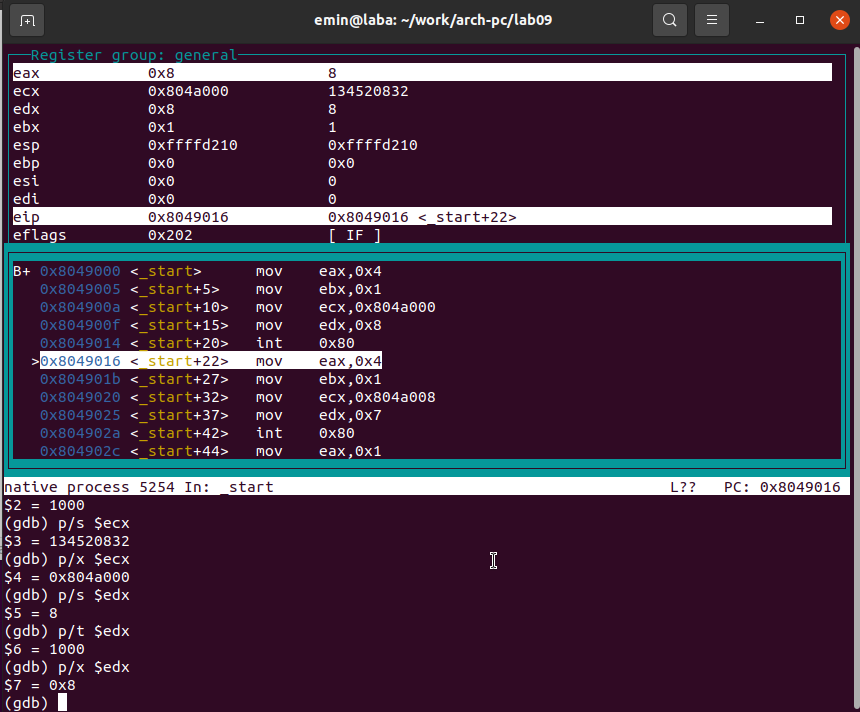 emin@laba: ~/work/arch-pc/lab09
Register group: general
eax 0x8 8
ecx 0x804a000 134520832
edx 0x8 8
ebx 0x1 1
esp 0xffffd210 0xffffd210
ebp 0x0 0x0
esi 0x0 0
edi 0x0 0
eip 0x8049016 0x8049016 <_start+22>
eflags 0x202 [ IF ]
B+ 0x8049000 <_start> mov eax,0x4
0x8049005 <_start+5> mov ebx,0x1
0x804900a <_start+10> mov ecx,0x804a000
0x804900f <_start+15> mov edx,0x8
0x8049014 <_start+20> int 0x80
>0x8049016 <_start+22> mov eax,0x4
0x804901b <_start+27> mov ebx,0x1
0x8049020 <_start+32> mov ecx,0x804a008
0x8049025 <_start+37> mov edx,0x7
0x804902a <_start+42> int 0x80
0x804902c <_start+44> mov eax,0x1
native process 5254 In: _start L?? PC: 0x8049016
$2 = 1000
(gdb) p/s $ecx
$3 = 134520832
(gdb) p/x $ecx
$4 = 0x804a000
(gdb) p/s $edx
$5 = 8
(gdb) p/t $edx
$6 = 1000
(gdb) p/x $edx
$7 = 0x8
(gdb)